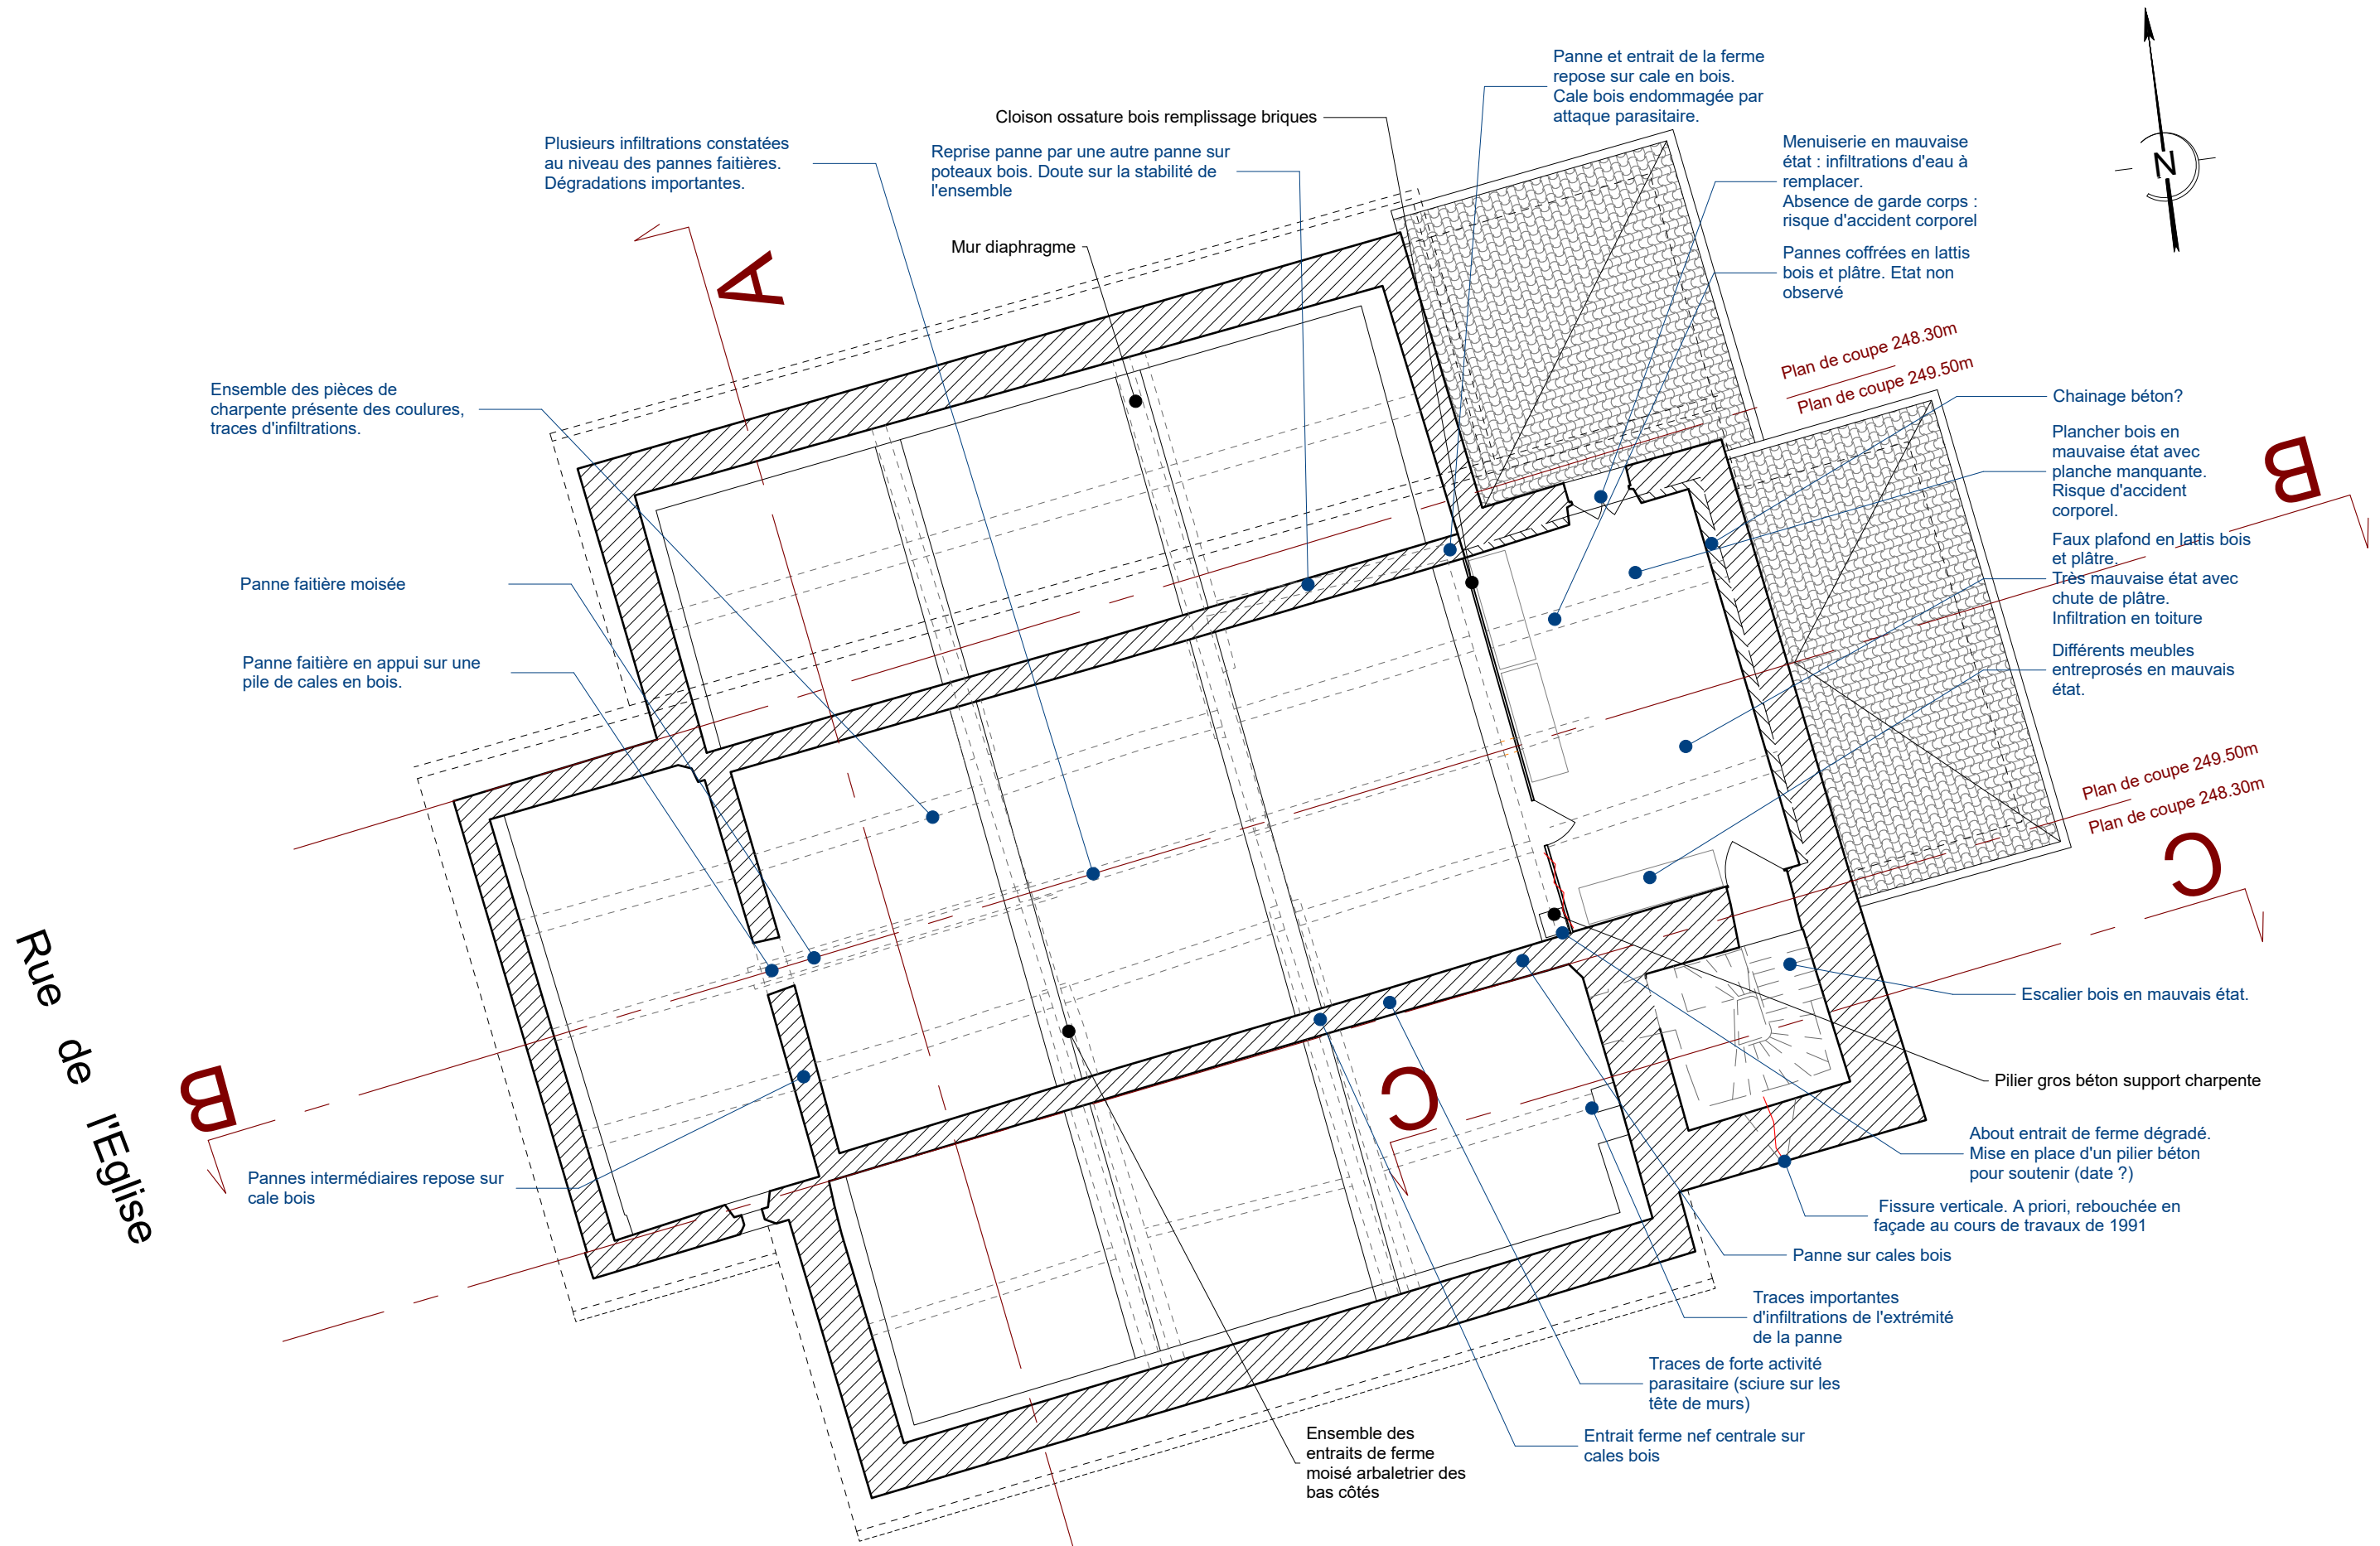 Panne et entrait de la ferme
repose sur cale en bois.
Cale bois endommagée par
attaque parasitaire.
Cloison ossature bois remplissage briques
Plusieurs infiltrations constatées
au niveau des pannes faitières.
Dégradations importantes.
Reprise panne par une autre panne sur
poteaux bois. Doute sur la stabilité de
l'ensemble
Menuiserie en mauvaise
état : infiltrations d'eau à
remplacer.
Absence de garde corps :
risque d'accident corporel
N
Mur diaphragme
Pannes coffrées en lattis
bois et plâtre. Etat non
observé
A
Plan de coupe 248.30m
Plan de coupe 249.50m
Ensemble des pièces de
charpente présente des coulures,
traces d'infiltrations.
Chainage béton?
Plancher bois en
mauvaise état avec
planche manquante.
Risque d'accident
corporel.
B
Faux plafond en lattis bois
et plâtre.
Très mauvaise état avec
chute de plâtre.
Infiltration en toiture
Panne faitière moisée
Différents meubles
entreprosés en mauvais
état.
Panne faitière en appui sur une
pile de cales en bois.
Plan de coupe 249.50m
Plan de coupe 248.30m
C
Rue de l'Eglise
Escalier bois en mauvais état.
B
C
Pilier gros béton support charpente
About entrait de ferme dégradé.
Mise en place d'un pilier béton
pour soutenir (date ?)
Pannes intermédiaires repose sur
cale bois
Fissure verticale. A priori, rebouchée en
façade au cours de travaux de 1991
Panne sur cales bois
Traces importantes
d'infiltrations de l'extrémité
de la panne
Traces de forte activité
parasitaire (sciure sur les
tête de murs)
Entrait ferme nef centrale sur
cales bois
Ensemble des
entraits de ferme
moisé arbaletrier des
bas côtés